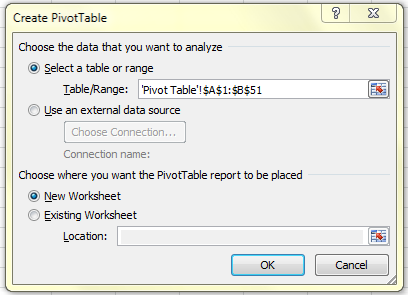 Create PivotTable
Choose the data that you want to analyze
Select a table or range
Table/Range: 'Pivot Table'!$A$1:$B$51
Use an external data source
Choose Connection...
Connection name:
Choose where you want the PivotTable report to be placed
New Worksheet
Existing Worksheet
Location:
OK Cancel